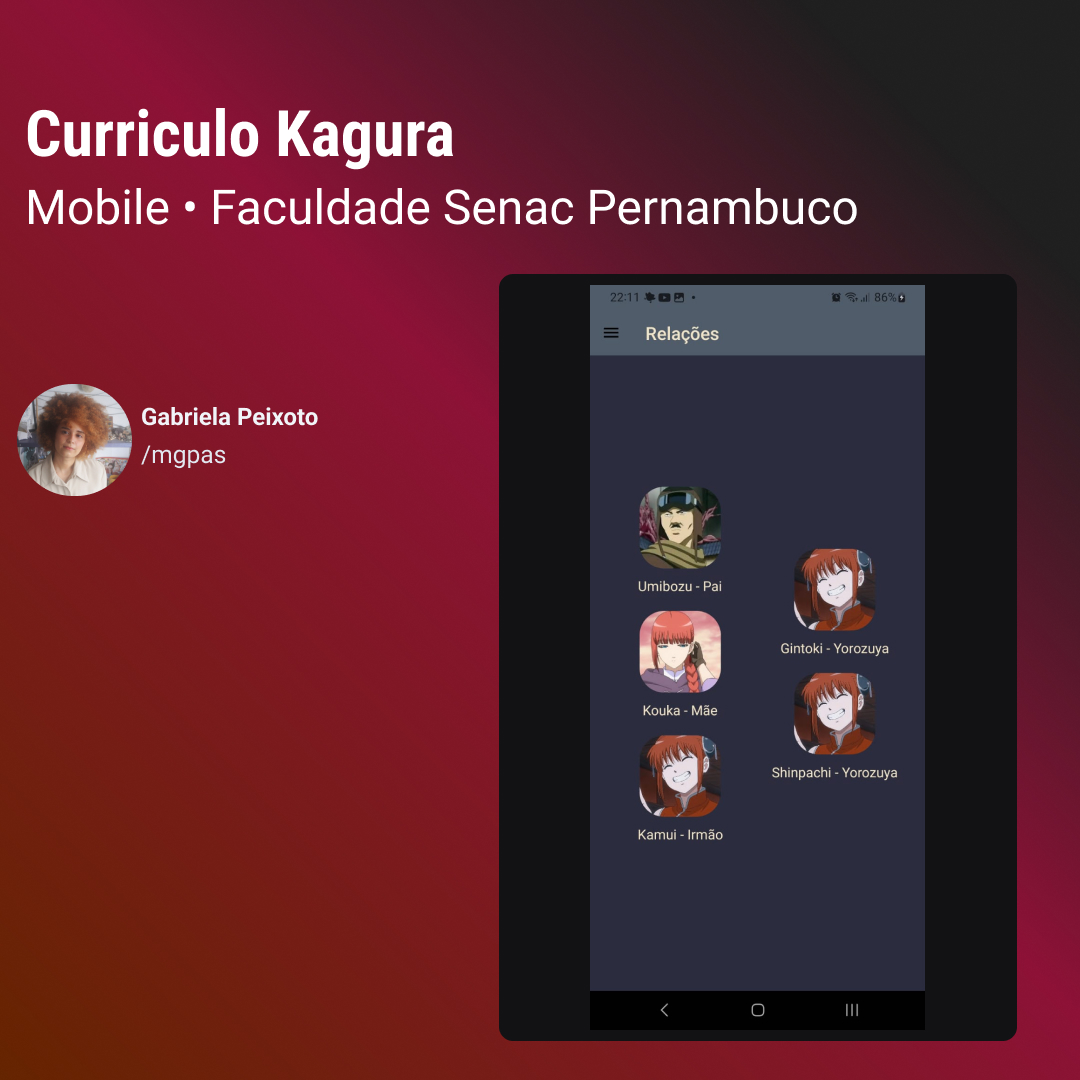 Curriculo Kagura
Mobile • Faculdade Senac Pernambuco
Gabriela Peixoto
/mgpas
22:11
86%
Relações
Umibozu - Pai
Gintoki - Yorozuya
Kouka - Mãe
Shinpachi - Yorozuya
Kamui - Irmão